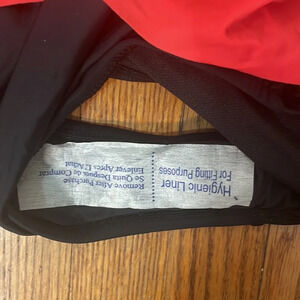 Hygienic Liner
For Fitting Purposes
Remove After Purchase
Se Quita Despues de Comprar
Enlever Apres L'Achat